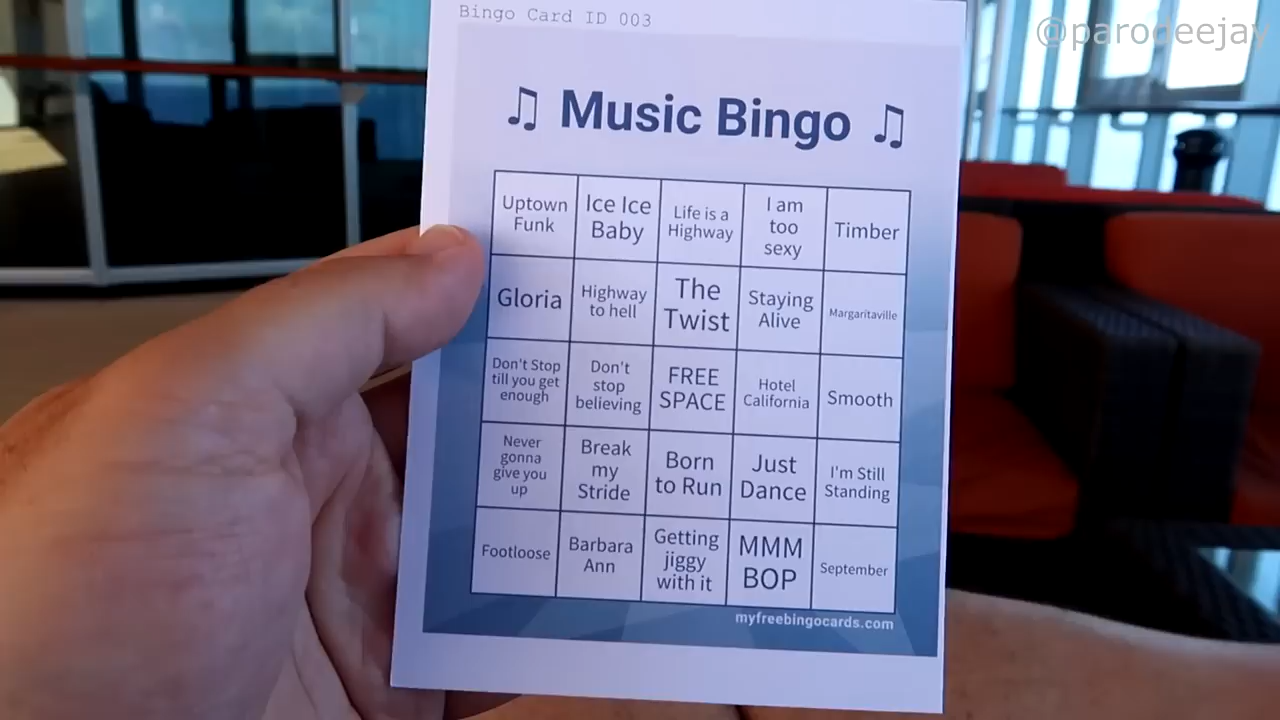 Bingo Card ID 003
@parodeejay
♫ Music Bingo ♫
Uptown
Funk
Ice Ice
Baby
Life is a
Highway
I am
too
sexy
Timber
Gloria
Highway
to hell
The
Twist
Staying
Alive
Margaritaville
Don't Stop
till you get
enough
Don't
stop
believing
FREE
SPACE
Hotel
California
Smooth
Never
gonna
give you
up
Break
my
Stride
Born
to Run
Just
Dance
I'm Still
Standing
Footloose
Barbara
Ann
Getting
jiggy
with it
MMM
BOP
September
myfreebingocards.com